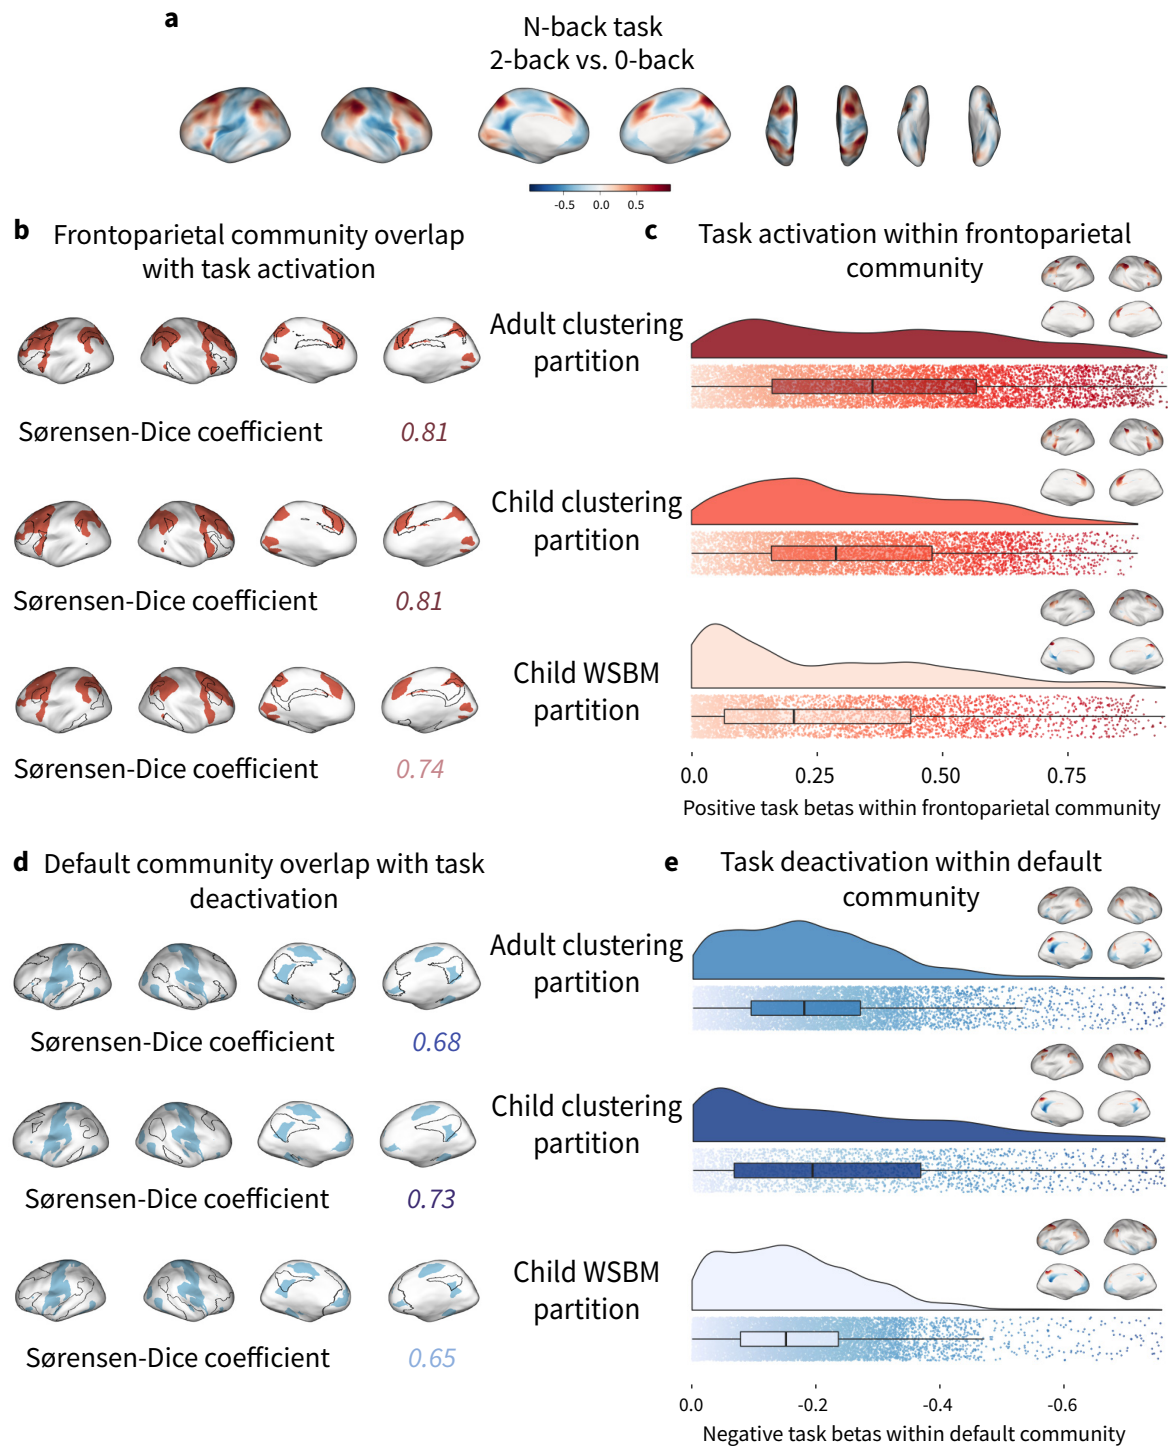 a
N-back task
2-back vs. 0-back
-0.5 0.0 0.5
b Frontoparietal community overlap
with task activation
Adult clustering
partition
Sørensen-Dice coefficient 0.81
Child clustering
partition
Sørensen-Dice coefficient 0.81
Child WSBM
partition
Sørensen-Dice coefficient 0.74
c Task activation within frontoparietal
community
0.0 0.25 0.50 0.75
Positive task betas within frontoparietal community
d Default community overlap with task
deactivation
Adult clustering
partition
Sørensen-Dice coefficient 0.68
Child clustering
partition
Sørensen-Dice coefficient 0.73
Child WSBM
partition
Sørensen-Dice coefficient 0.65
e Task deactivation within default
community
0.0 -0.2 -0.4 -0.6
Negative task betas within default community